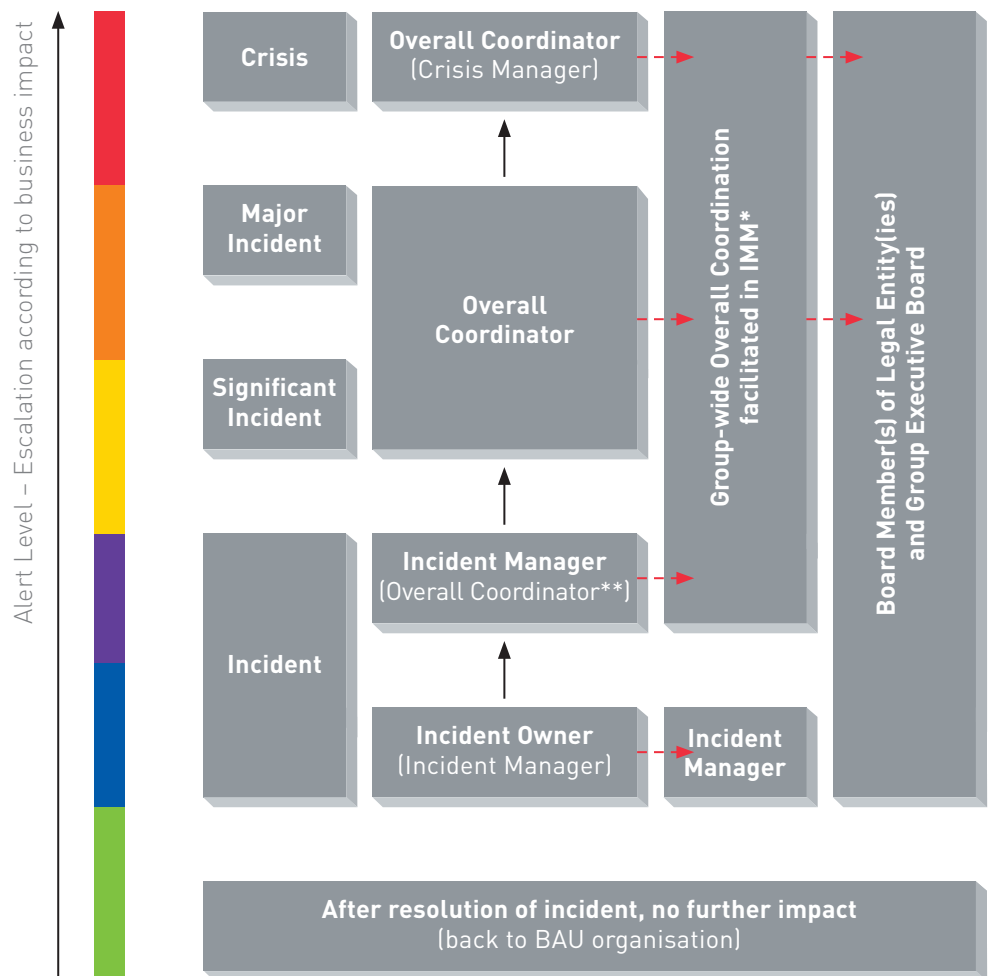 Alert Level – Escalation according to business impact
Crisis
Overall Coordinator
(Crisis Manager)
Major
Incident
Significant
Incident
Overall
Coordinator
Group-wide Overall Coordination
facilitated in IMM*
Board Member(s) of Legal Entity(ies)
and Group Executive Board
Incident
Incident Manager
(Overall Coordinator**)
Incident Owner
(Incident Manager)
Incident
Manager
After resolution of incident, no further impact
(back to BAU organisation)